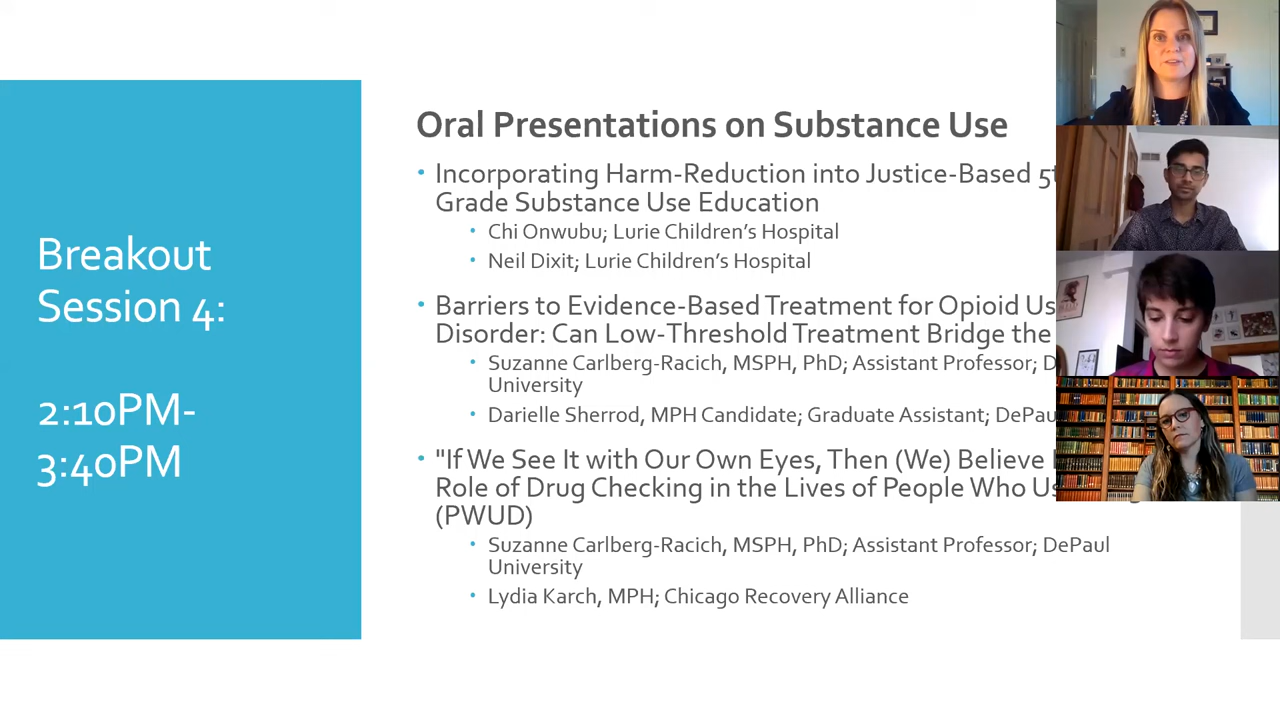 Breakout
Session 4:
2:10PM-
3:40PM
Oral Presentations on Substance Use
• Incorporating Harm-Reduction into Justice-Based
Grade Substance Use Education
• Chi Onwubu; Lurie Children's Hospital
• Neil Dixit; Lurie Children's Hospital
• Barriers to Evidence-Based Treatment for Opioid
Disorder: Can Low-Threshold Treatment Bridge the
• Suzanne Carlberg-Racich, MSPH, PhD; Assistant Professor;
University
• Darielle Sherrod, MPH Candidate; Graduate Assistant;
• "If We See It with Our Own Eyes, Then (We) Believe
Role of Drug Checking in the Lives of People Who
(PWUD)
• Suzanne Carlberg-Racich, MSPH, PhD; Assistant Professor; DePaul
University
• Lydia Karch, MPH; Chicago Recovery Alliance